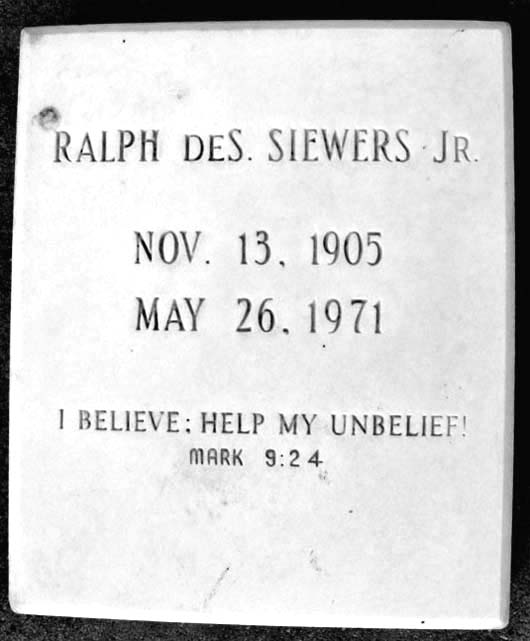 RALPH DES. SIEWERS JR.
NOV. 13, 1905
MAY 26, 1971
I BELIEVE; HELP MY UNBELIEF!
MARK 9:24